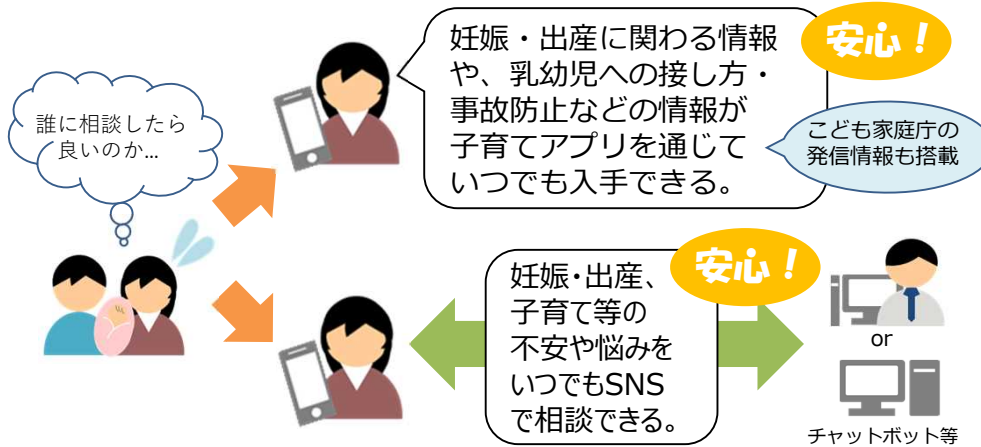 誰に相談したら
良いのか...
妊娠・出産に関わる情報
や、乳幼児への接し方・
事故防止などの情報が
子育てアプリを通じて
いつでも入手できる。
安心！
こども家庭庁の
発信情報も搭載
妊娠・出産、
子育て等の
不安や悩みを
いつでもSNS
で相談できる。
安心！
or
チャットボット等